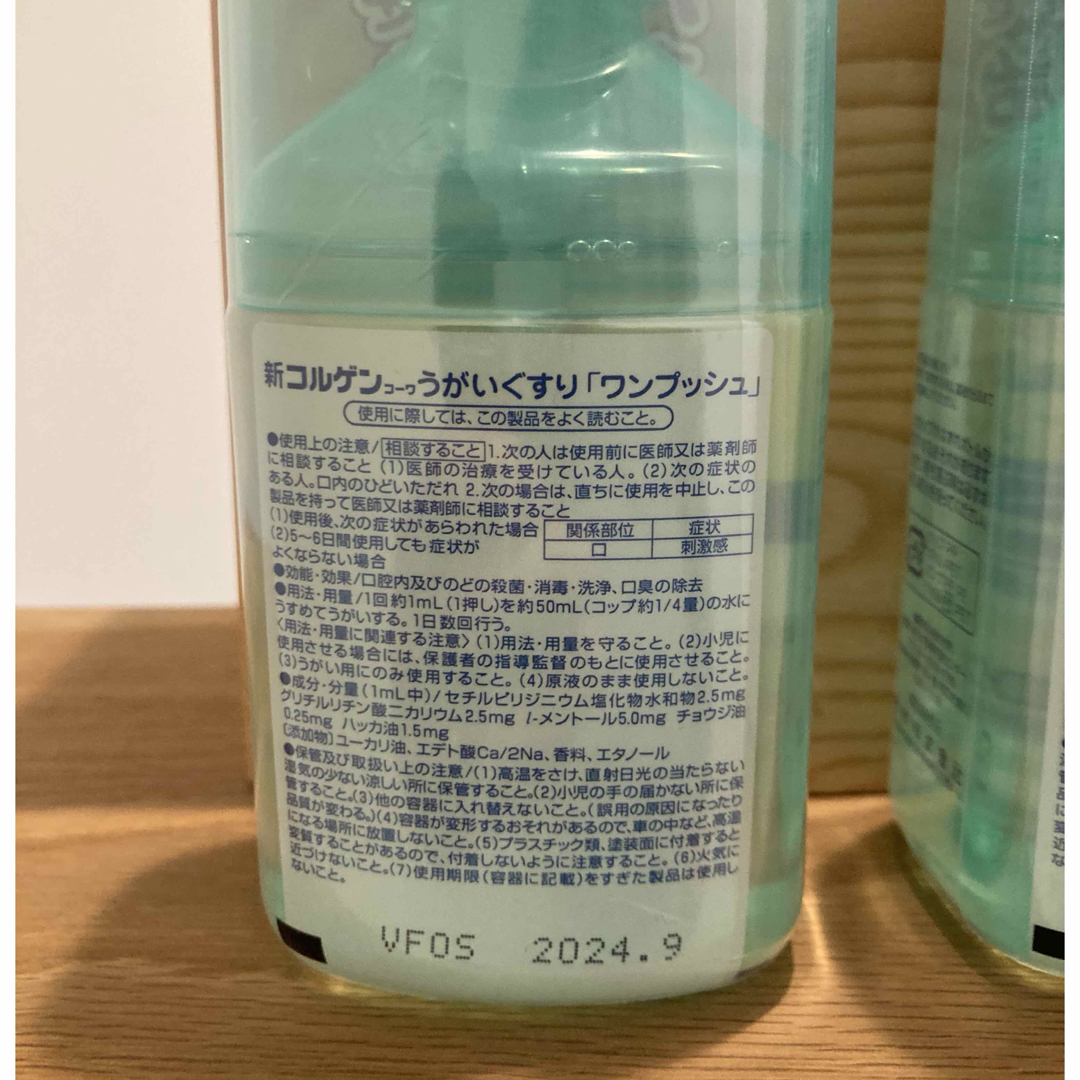 新コルゲンコーワうがいぐすり「ワンプッシュ」
使用に際しては、この製品をよく読むこと。
●使用上の注意/相談すること1.次の人は使用前に医師又は薬剤師
に相談すること (1)医師の治療を受けている人。(2)次の症状の
ある人。口内のひどいただれ 2.次の場合は、直ちに使用を中止し、この
製品を持って医師又は薬剤師に相談すること
(1)使用後、次の症状があらわれた場合
(2)5〜6日間使用しても症状が
よくならない場合
関係部位 症状
口 刺激感
●効能・効果/口腔内及びのどの殺菌・消毒・洗浄、口臭の除去
●用法・用量/1回約1mL(1押し)を約50mL(コップ約1/4量)の水に
うすめてうがいする。1日数回行う。
〈用法・用量に関連する注意〉(1)用法・用量を守ること。(2)小児に
使用させる場合には、保護者の指導監督のもとに使用させること。
(3)うがい用にのみ使用すること。(4)原液のまま使用しないこと。
●成分・分量(1mL中)/セチルピリジニウム塩化物水和物2.5mg
グリチルリチン酸二カリウム2.5mg l-メントール5.0mg チョウジ油
0.25mg ハッカ油1.5mg
〔添加物〕ユーカリ油、エデト酸Ca/2Na、香料、エタノール
●保管及び取扱い上の注意/(1)高温をさけ、直射日光の当たらない
湿気の少ない涼しい所に保管すること。(2)小児の手の届かない所に保
管すること。(3)他の容器に入れ替えないこと。(誤用の原因になったり
品質が変わる。)(4)容器が変形するおそれがあるので、車の中など、高温
になる場所に放置しないこと。(5)プラスチック類、塗装面に付着すると
変質することがあるので、付着しないように注意すること。(6)火気に
近づけないこと。(7)使用期限(容器に記載)をすぎた製品は使用し
ないこと。
VF0S 2024.9